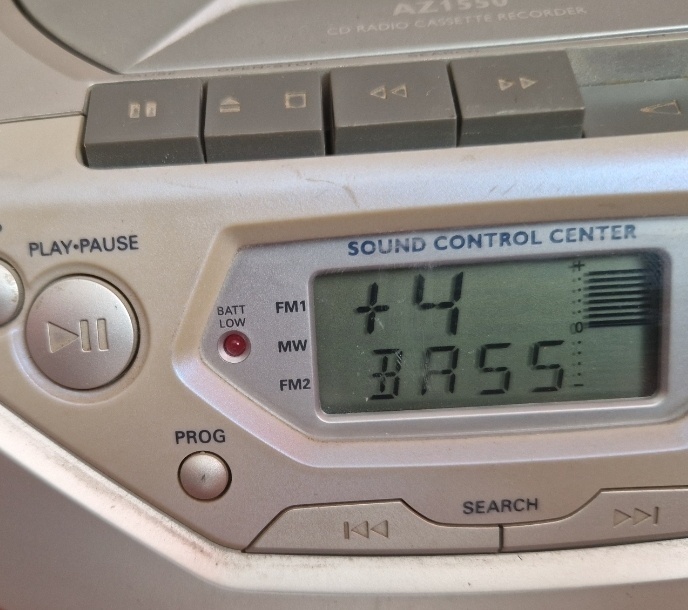 AZ1550
CD RADIO CASSETTE RECORDER
PLAY•PAUSE
SOUND CONTROL CENTER
BATT
LOW
FM1
MW
FM2
+4
BASS
+
0
-
PROG
SEARCH